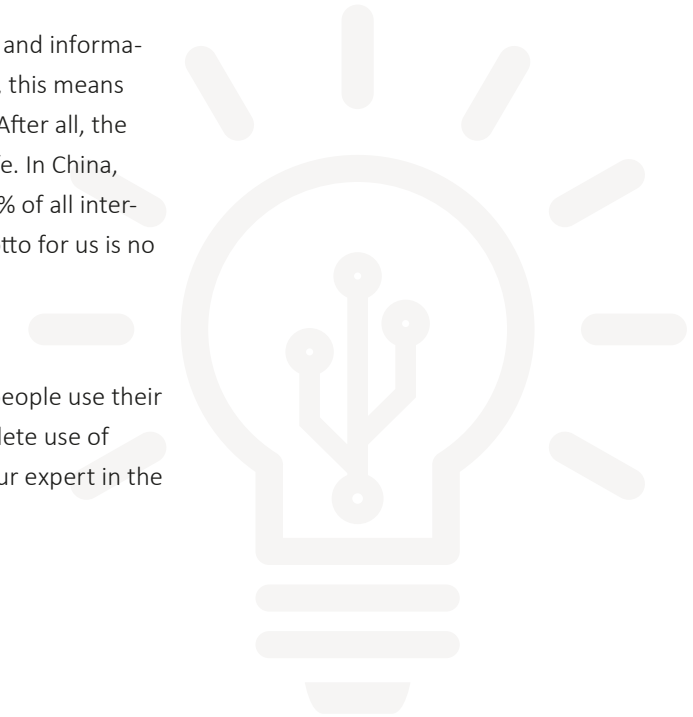 and informa-
this means
After all, the
e. In China,
% of all inter-
tto for us is no
eople use their
lete use of
ur expert in the